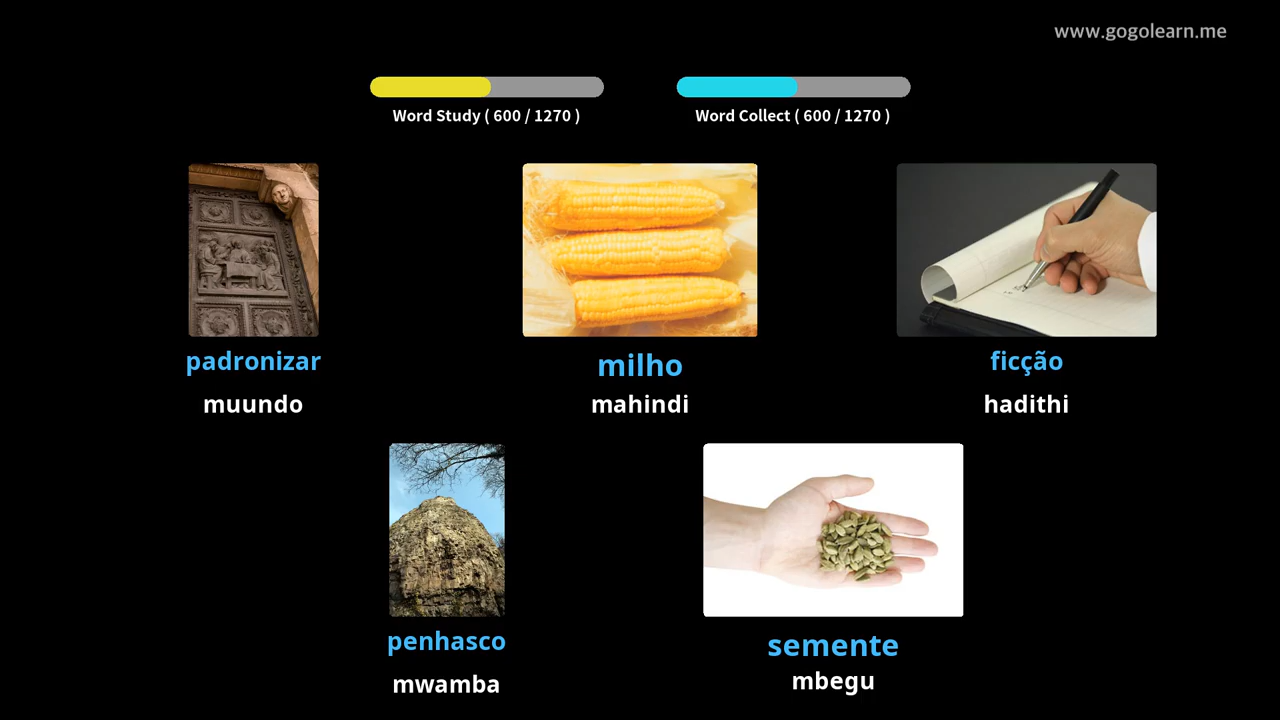 www.gogolearn.me
Word Study ( 600 / 1270 )
Word Collect ( 600 / 1270 )
padronizar
muundo
milho
mahindi
ficção
hadithi
penhasco
mwamba
semente
mbegu